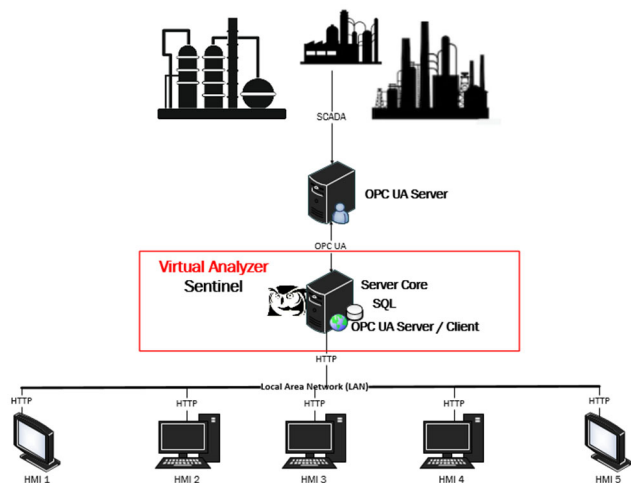 SCADA
OPC UA Server
OPC UA
Virtual Analyzer
Sentinel
Server Core
SQL
OPC UA Server / Client
HTTP
Local Area Network (LAN)
HTTP
HTTP
HTTP
HTTP
HTTP
HMI 1
HMI 2
HMI 3
HMI 4
HMI 5